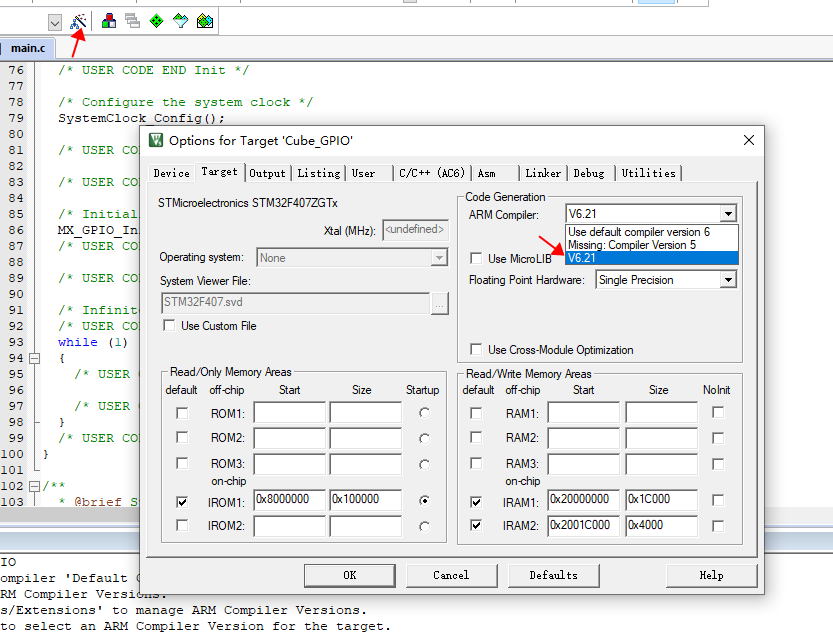 main.c
76 /* USER CODE END Init */
77
78 /* Configure the system clock */
79 SystemClock_Config();
80
81 /* USER CO
82
83 /* USER CO
84
85 /* Initial
86 MX_GPIO_In
87 /* USER CO
88
89 /* USER CO
90
91 /* Infinit
92 /* USER CO
93 while (1)
94 {
95 /* USER
96
97 /* USER
98 }
99 /* USER CO
100 }
101
102 /**
103 * @brief S
Options for Target 'Cube_GPIO'
Device Target Output Listing User C/C++ (AC6) Asm Linker Debug Utilities
STMicroelectronics STM32F407ZGTx
Xtal (MHz): <undefined>
Operating system: None
System Viewer File:
STM32F407.svd
...
Use Custom File
Code Generation
ARM Compiler: V6.21
Use default compiler version 6
Missing: Compiler Version 5
V6.21
Use MicroLIB
Floating Point Hardware: Single Precision
Use Cross-Module Optimization
Read/Only Memory Areas
default off-chip Start Size Startup
ROM1:
ROM2:
ROM3:
on-chip
IROM1: 0x8000000 0x100000
IROM2:
Read/Write Memory Areas
default off-chip Start Size NoInit
RAM1:
RAM2:
RAM3:
on-chip
IRAM1: 0x20000000 0x1C000
IRAM2: 0x2001C000 0x4000
OK Cancel Defaults Help
IO
ompiler 'Default C
RM Compiler Versions.
s/Extensions' to manage ARM Compiler Versions.
to select an ARM Compiler Version for the target.